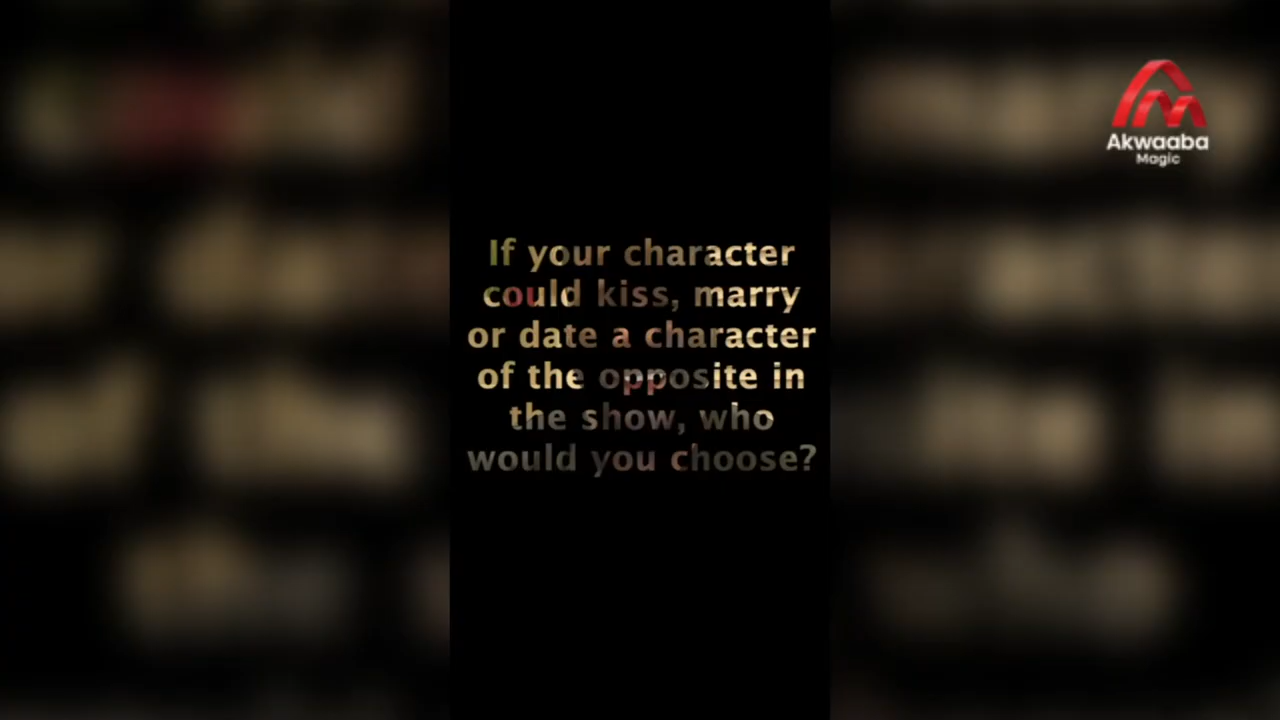 If your character
could kiss, marry
or date a character
of the opposite in
the show, who
would you choose?
Akwaaba
Magic